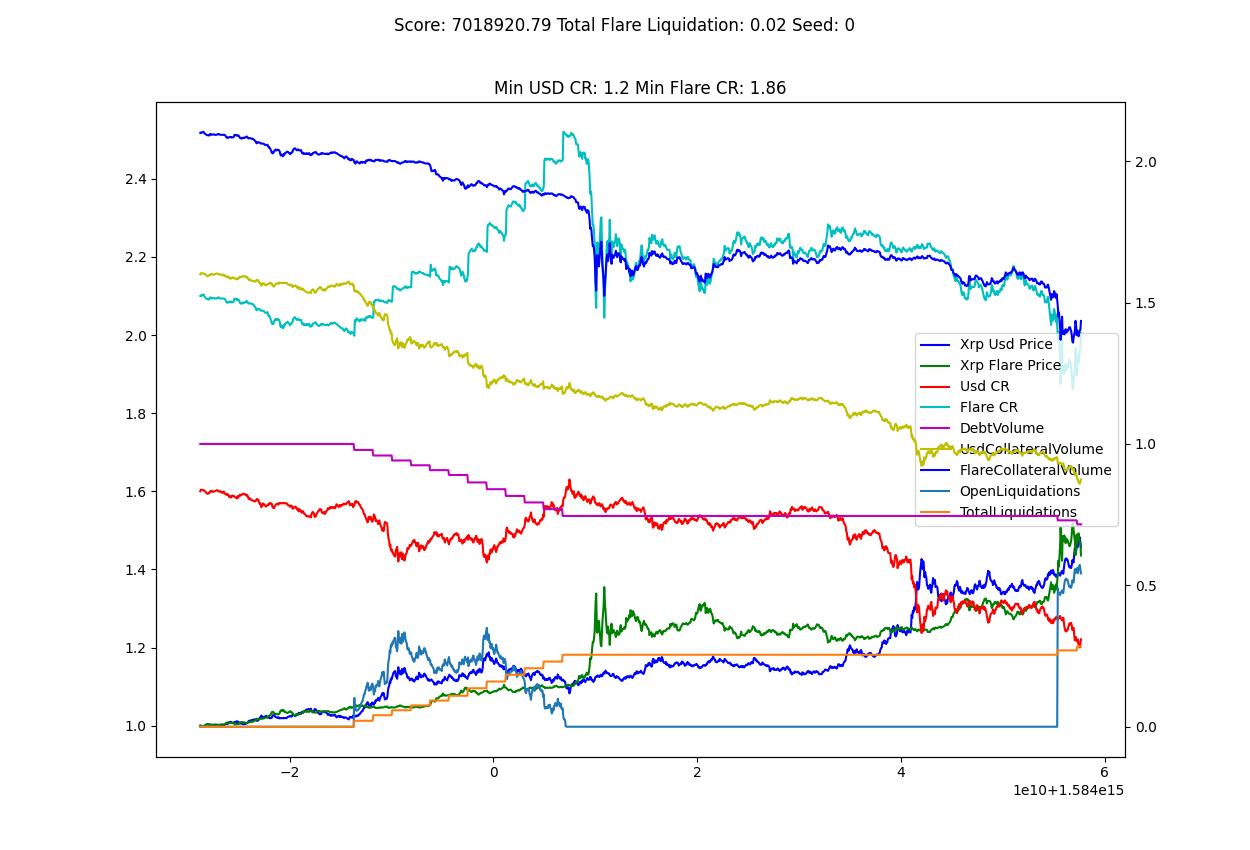 Score: 7018920.79 Total Flare Liquidation: 0.02 Seed: 0
Min USD CR: 1.2 Min Flare CR: 1.86
2.4
2.2
2.0
1.8
1.6
1.4
1.2
1.0
2.0
1.5
1.0
0.5
0.0
Xrp Usd Price
Xrp Flare Price
Usd CR
Flare CR
DebtVolume
UsdCollateralVolume
FlareCollateralVolume
OpenLiquidations
TotalLiquidations
−2 0 2 4 6
1e10+1.584e15